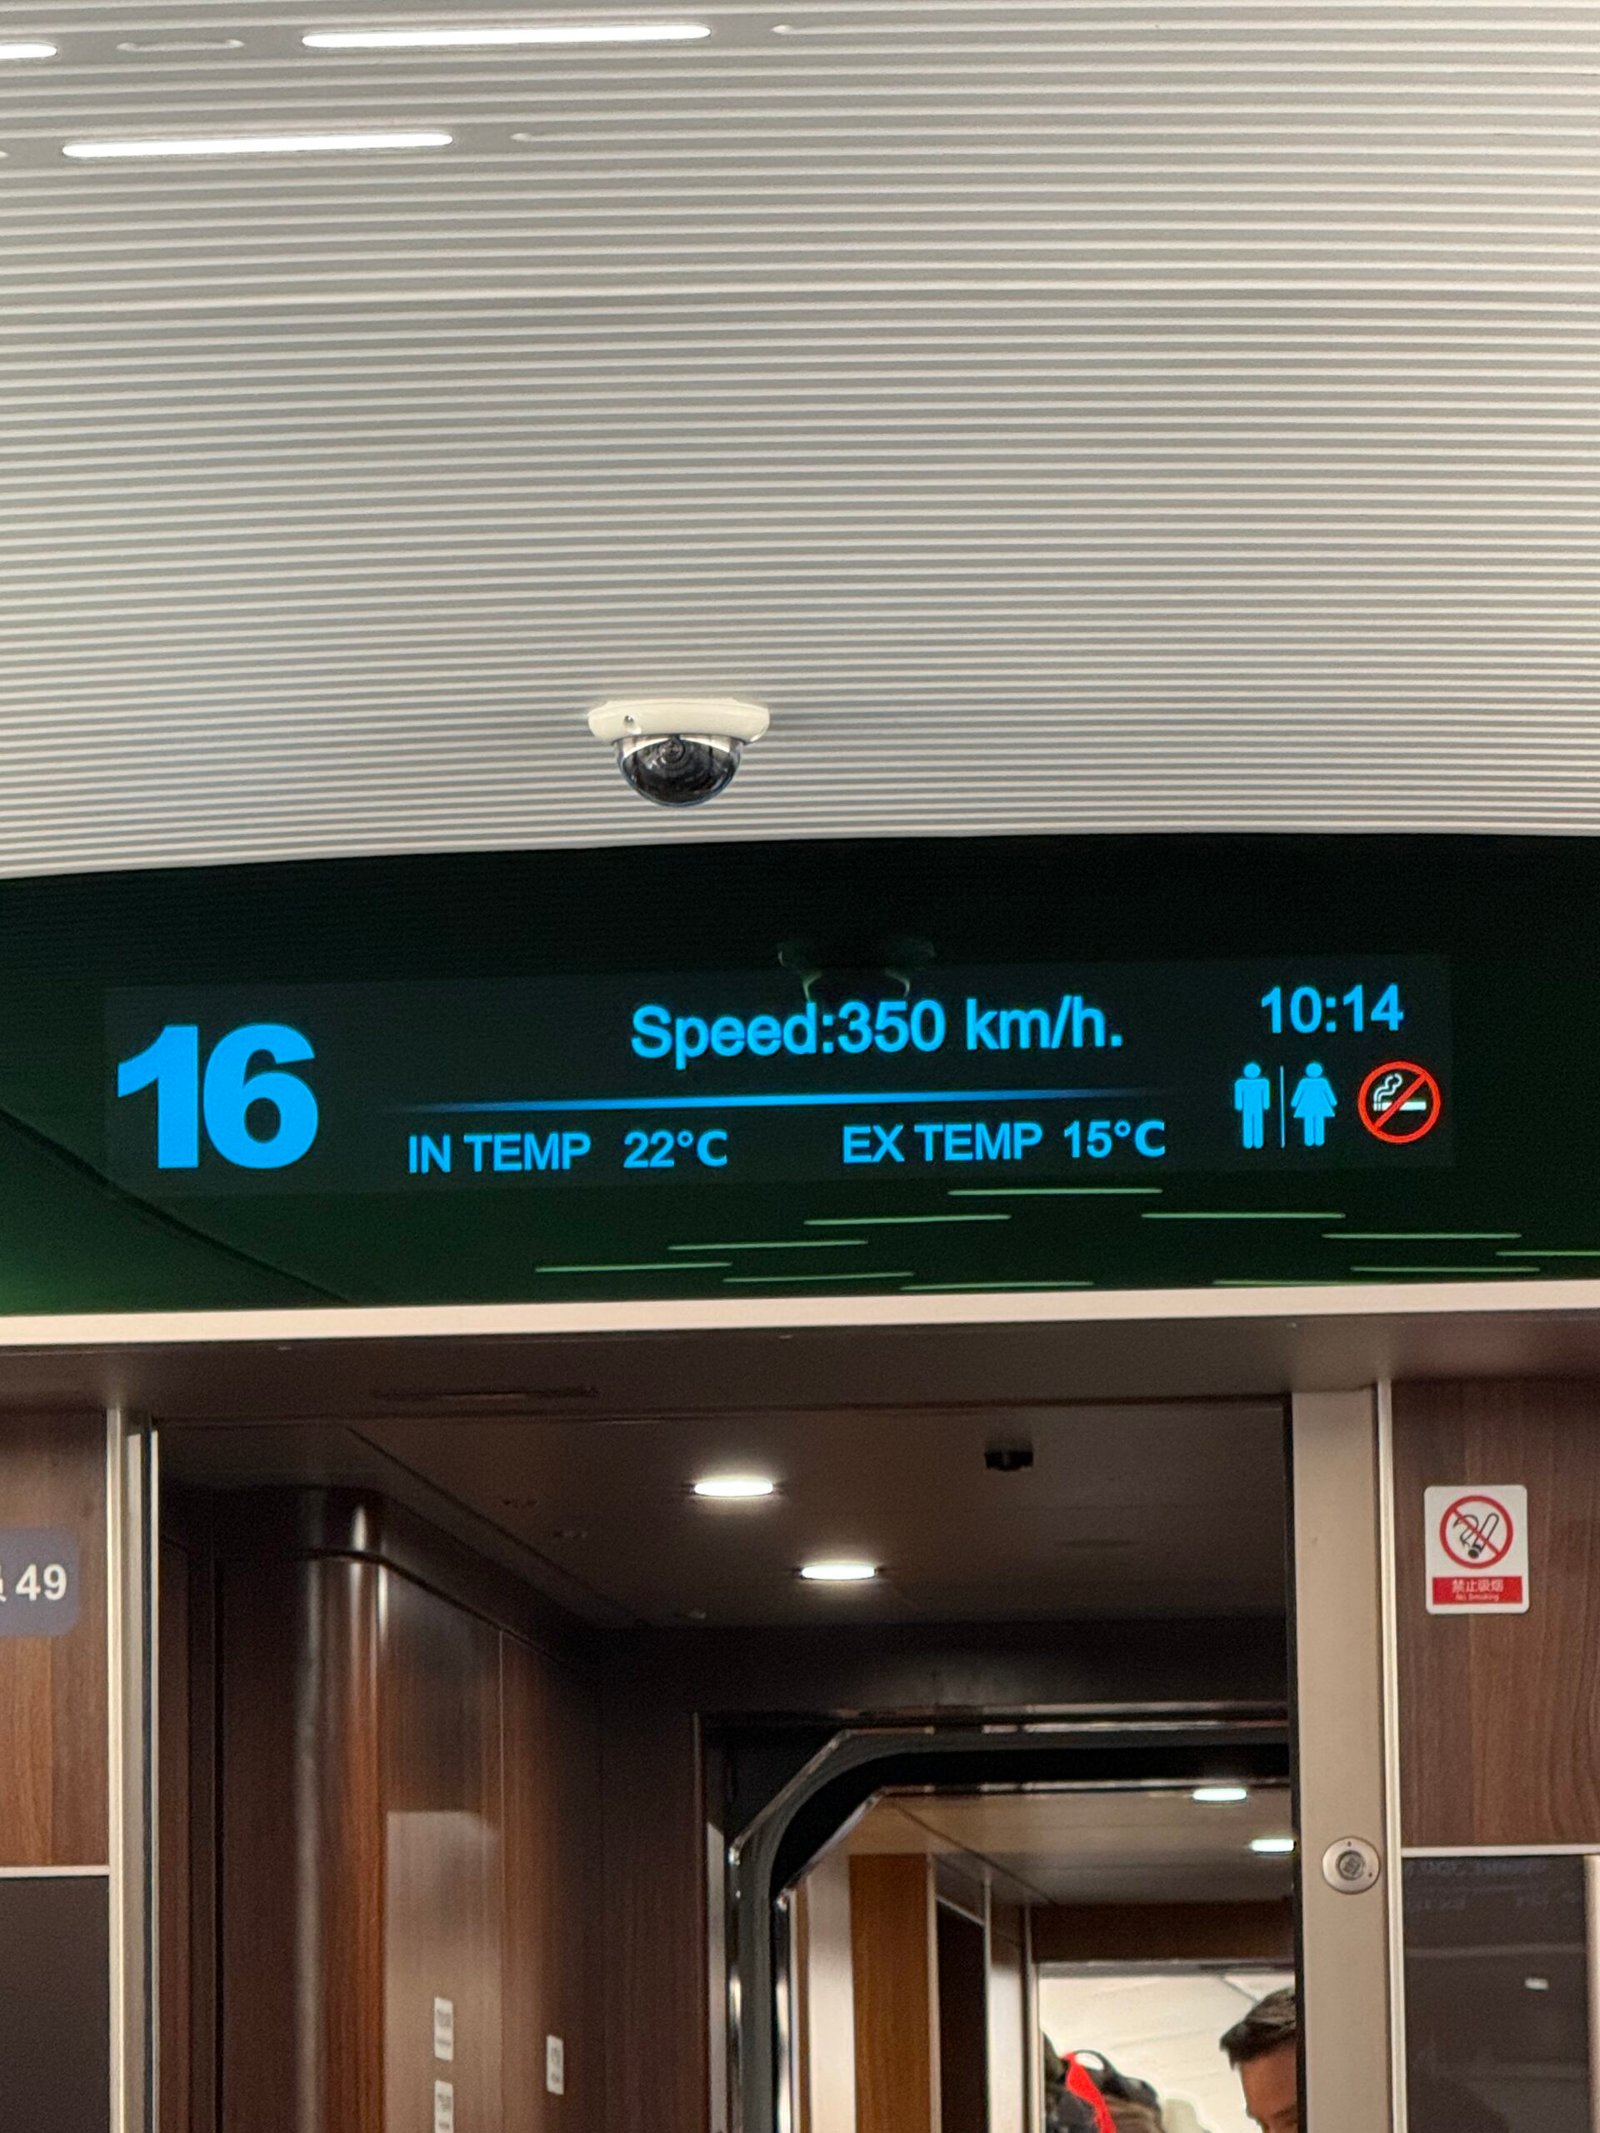 16
Speed:350 km/h.
10:14
IN TEMP 22°C
EX TEMP 15°C
49
禁止吸烟
No Smoking